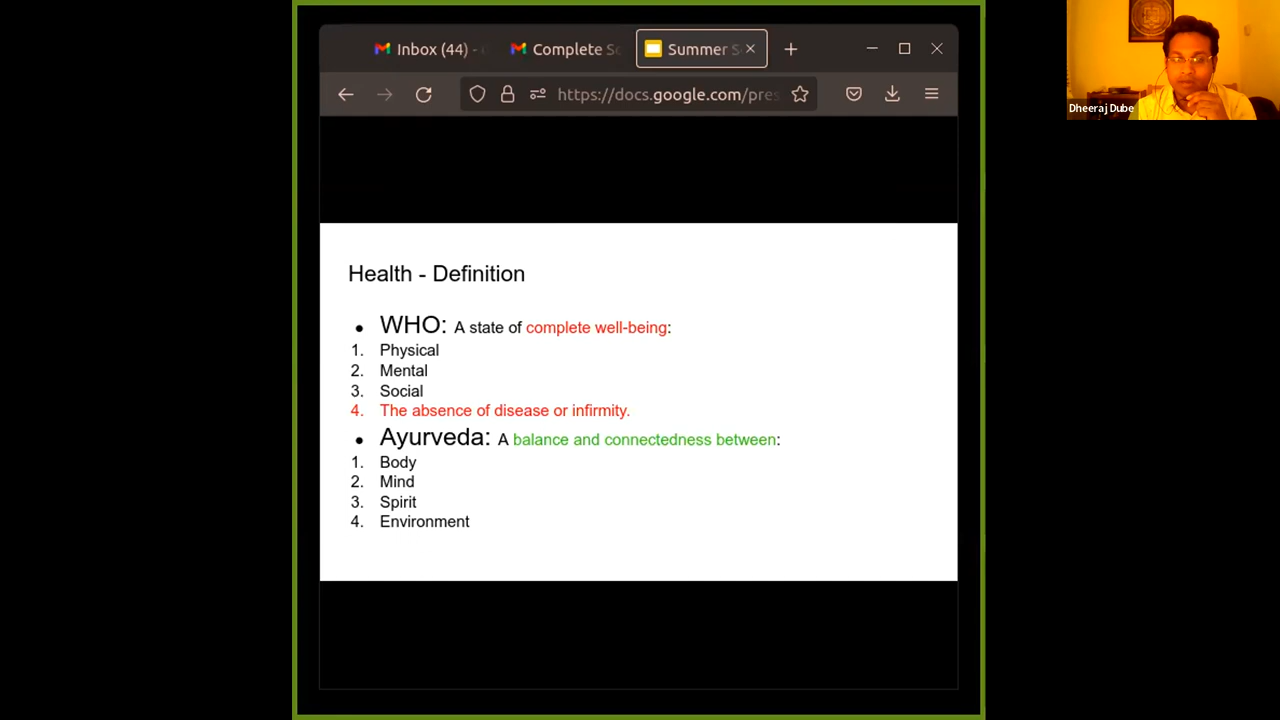 Inbox (44) -
Complete Sc
Summer S
https://docs.google.com/pres
Dheeraj Dube
Health - Definition
● WHO: A state of complete well-being:
1. Physical
2. Mental
3. Social
4. The absence of disease or infirmity.
● Ayurveda: A balance and connectedness between:
1. Body
2. Mind
3. Spirit
4. Environment